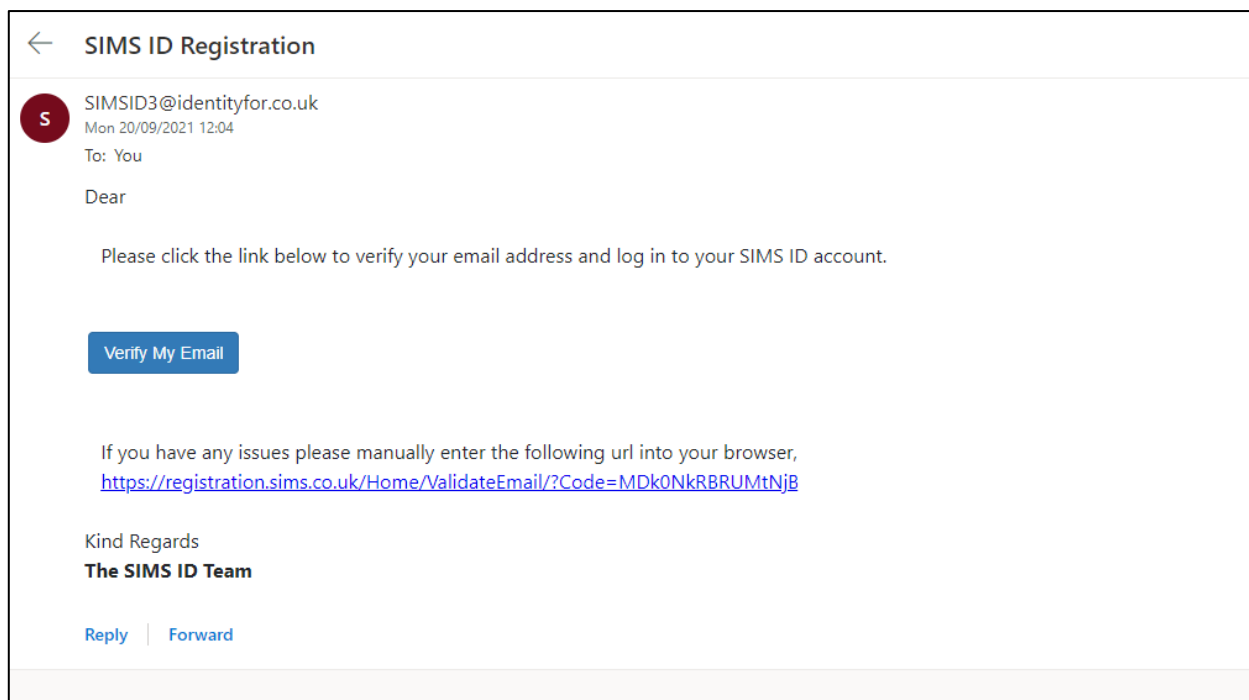 SIMS ID Registration
S
SIMSID3@identityfor.co.uk
Mon 20/09/2021 12:04
To: You
Dear
Please click the link below to verify your email address and log in to your SIMS ID account.
Verify My Email
If you have any issues please manually enter the following url into your browser,
https://registration.sims.co.uk/Home/ValidateEmail/?Code=MDk0NkRBRUMtNjB
Kind Regards
The SIMS ID Team
Reply Forward